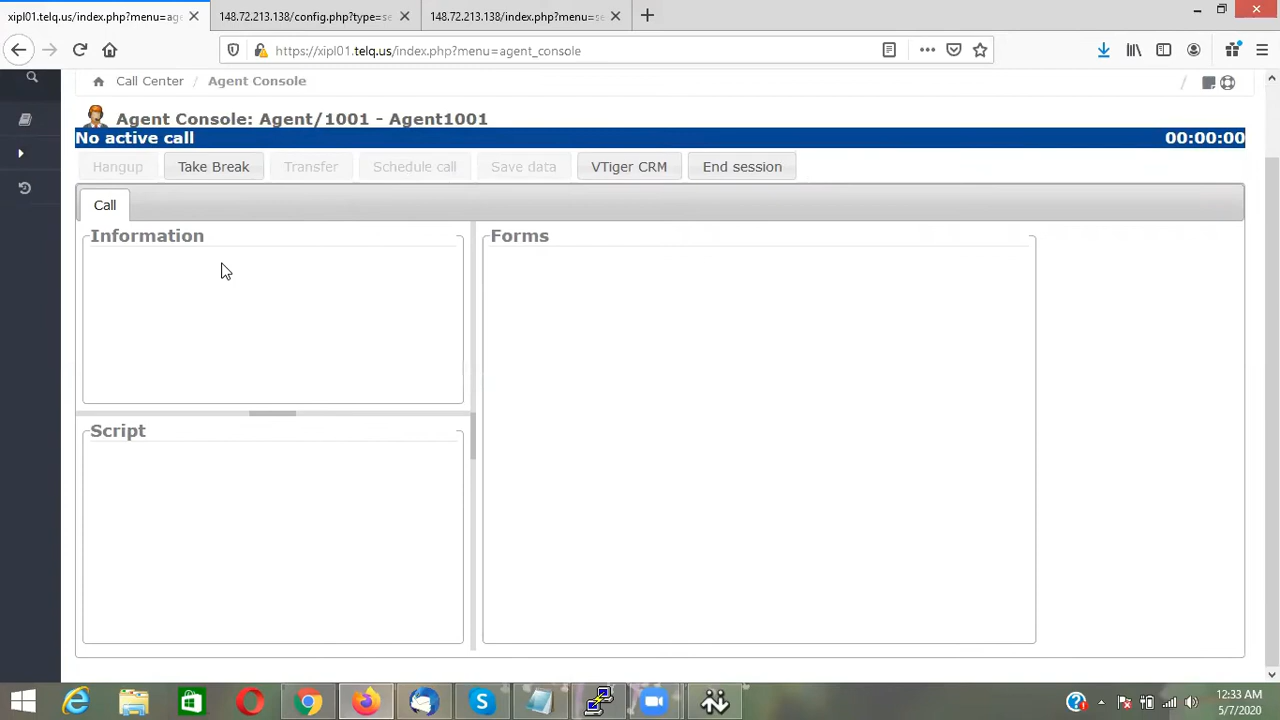 xipl01.telq.us/index.php?menu=age
148.72.213.138/config.php?type=se
148.72.213.138/index.php?menu=se
https://xipl01.telq.us/index.php?menu=agent_console
Call Center / Agent Console /
Agent Console: Agent/1001 - Agent1001
No active call 00:00:00
Hangup Take Break Transfer Schedule call Save data VTiger CRM End session
Call
Information Forms
Script
12:33 AM
5/7/2020